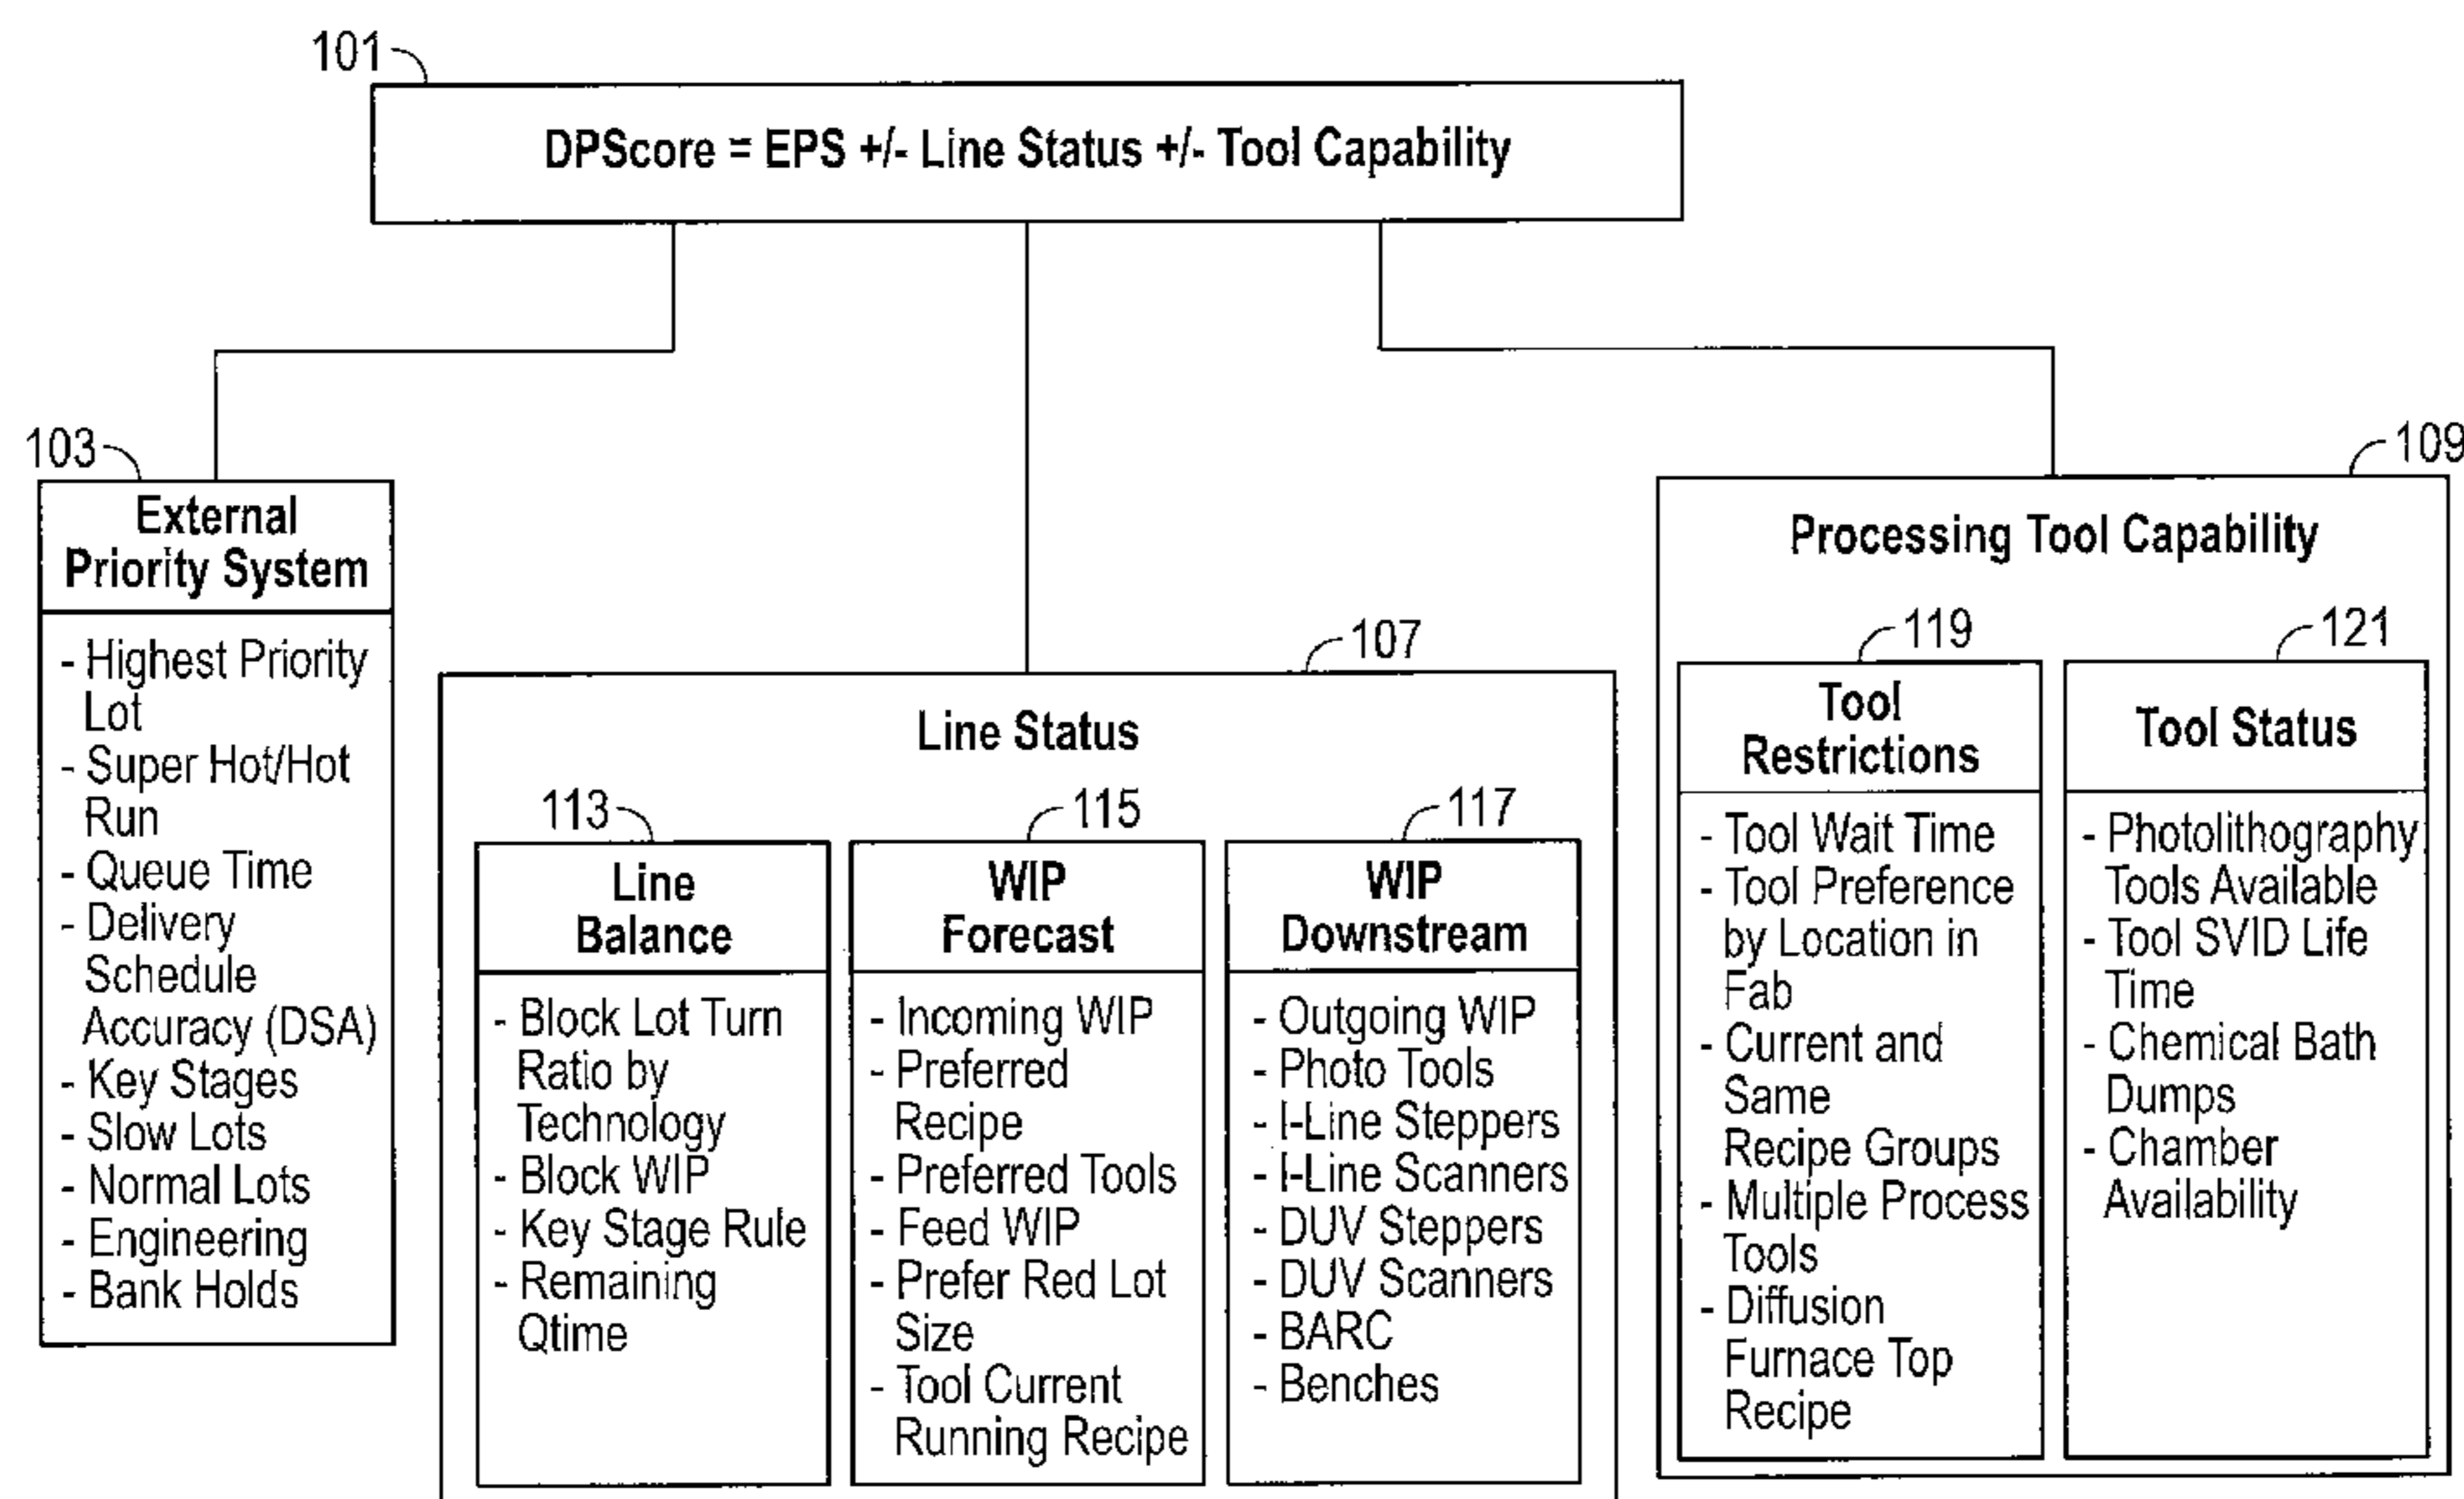 101
DPScore = EPS +/- Line Status +/- Tool Capability
103
External
Priority System
- Highest Priority
Lot
- Super Hot/Hot
Run
- Queue Time
- Delivery
Schedule
Accuracy (DSA)
- Key Stages
- Slow Lots
- Normal Lots
- Engineering
- Bank Holds
107
Line Status
113
Line
Balance
- Block Lot Turn
Ratio by
Technology
- Block WIP
- Key Stage Rule
- Remaining
Qtime
115
WIP
Forecast
- Incoming WIP
- Preferred
Recipe
- Preferred Tools
- Feed WIP
- Prefer Red Lot
Size
- Tool Current
Running Recipe
117
WIP
Downstream
- Outgoing WIP
- Photo Tools
- I-Line Steppers
- I-Line Scanners
- DUV Steppers
- DUV Scanners
- BARC
- Benches
109
Processing Tool Capability
119
Tool
Restrictions
- Tool Wait Time
- Tool Preference
by Location in
Fab
- Current and
Same
Recipe Groups
- Multiple Process
Tools
- Diffusion
Furnace Top
Recipe
121
Tool Status
- Photolithography
Tools Available
- Tool SVID Life
Time
- Chemical Bath
Dumps
- Chamber
Availability